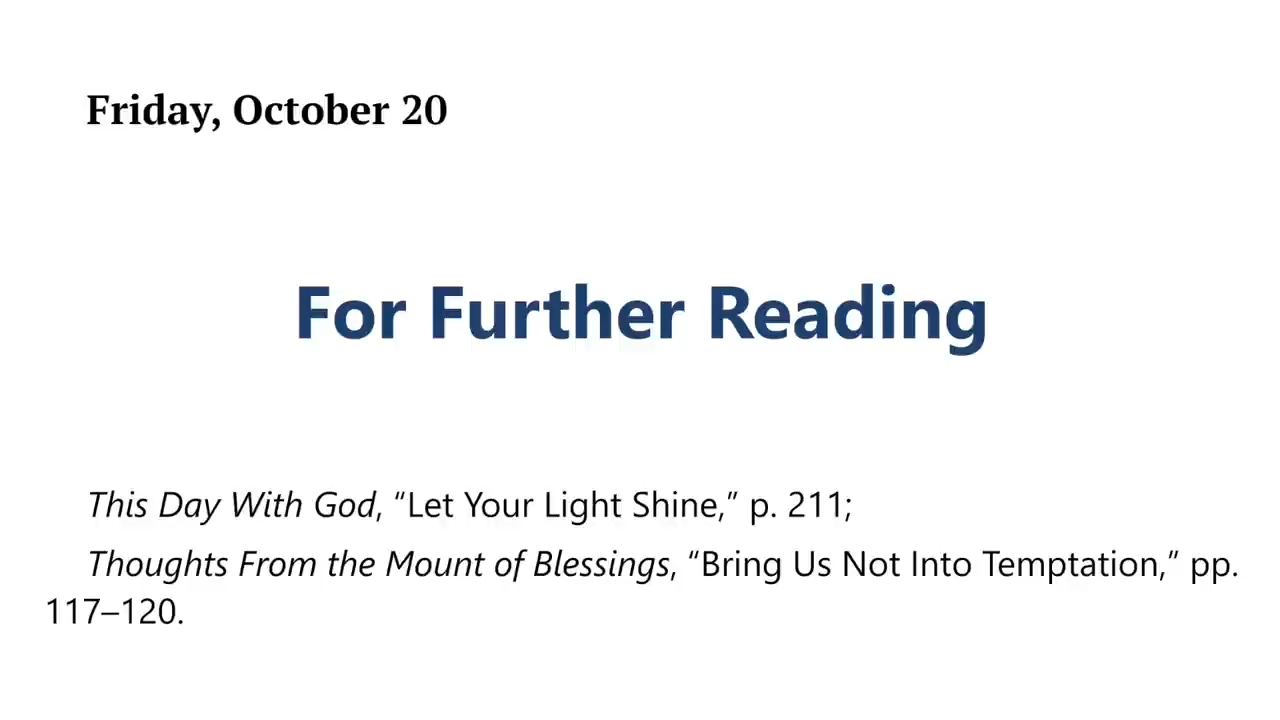 Friday, October 20
For Further Reading
This Day With God, “Let Your Light Shine,” p. 211;
Thoughts From the Mount of Blessings, “Bring Us Not Into Temptation,” pp.
117–120.